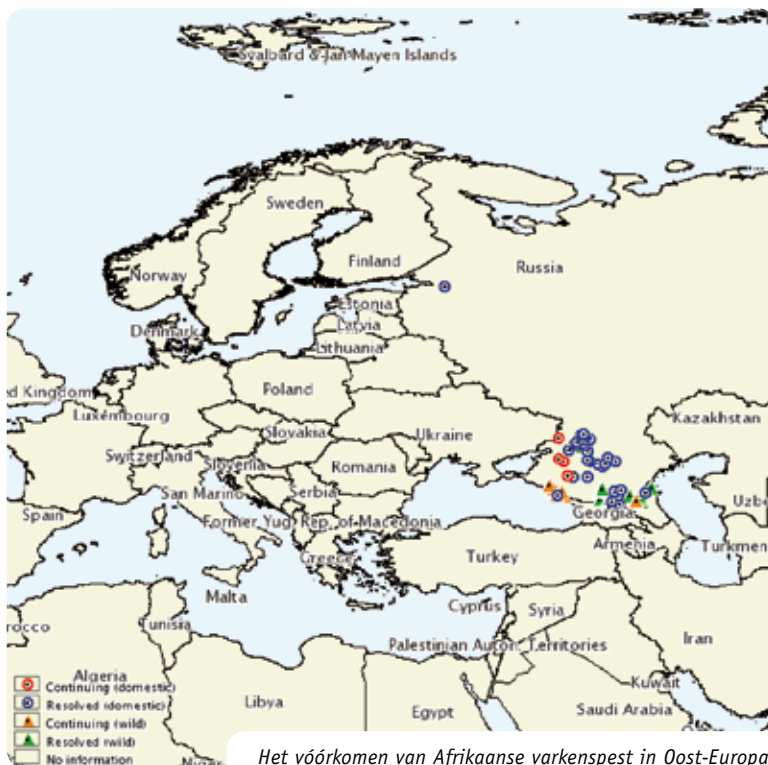 Svalbard & Jan Mayen Islands
Sweden
Finland
Russia
Norway
Estonia
Latvia
Denmark
Lithuania
ed Kingdom
Poland
Luxembourg
Kazakhstan
Slovakia
Ukraine
Switzerland
Slovenia
Romania
San Marino
Serbia
Uzb
Spain
Former Yug. Rep. of Macedonia
Georgia
Greece
Turkey
Armenia
Turkmen
Malta
Cyprus
Syria
rocco
Tunisia
Palestinian Auton. Territories
Iran
Algeria
Kuwait
Continuing (domestic)
Resolved (domestic)
Libya
Egypt
Saudi Arabia
Continuing (wild)
Resolved (wild)
No information
Niger
Het vóórkomen van Afrikaanse varkenspest in Oost-Europa